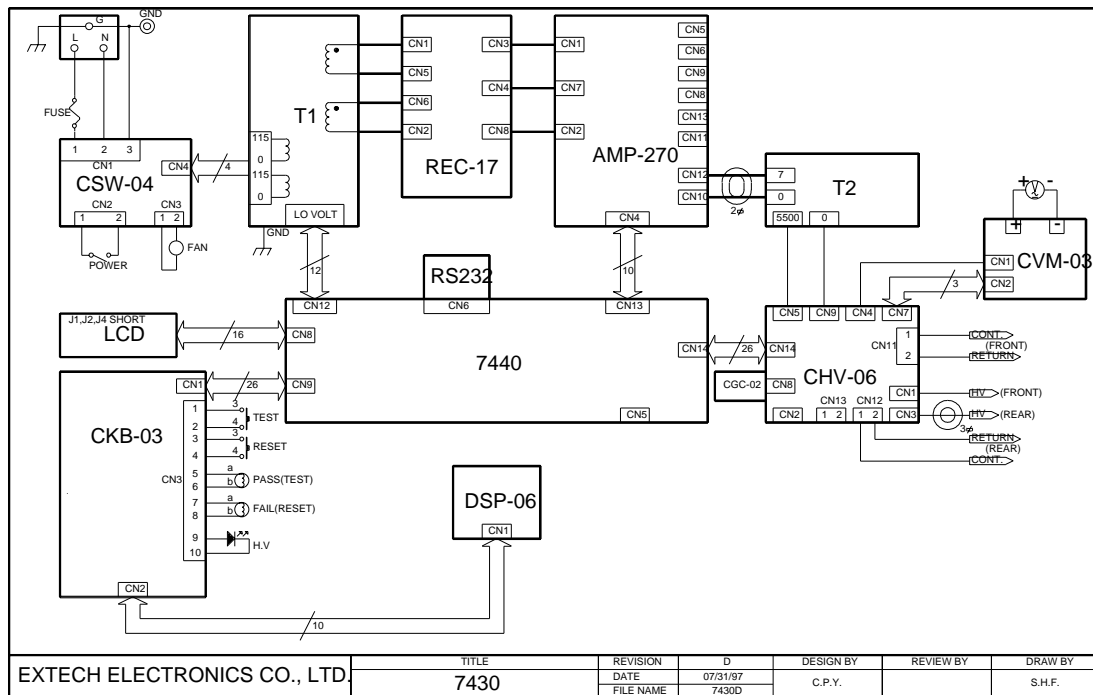 G
GND
L N
FUSE
1 2 3
CN1
CSW-04
CN4
4
CN2
1 2
CN3
1 2
POWER
FAN
T1
115
0
115
0
LO VOLT
GND
12
CN1
CN5
CN6
CN2
CN3
CN4
CN8
REC-17
CN1
CN7
CN2
AMP-270
CN5
CN6
CN9
CN8
CN13
CN11
CN12
CN10
CN4
10
2ø
7
0
T2
5500
0
+ V -
+ -
CVM-03
CN1
CN2
3
RS232
CN6
CN12
CN13
J1,J2,J4 SHORT
LCD
16
CN8
CN9
7440
CN14
CN5
26
CN5
CN9
CN4
CN7
CN14
CHV-06
CGC-02
CN8
CN2
CN13
1 2
CN12
1 2
1
CN11
2
CN1
CN3
CONT.
(FRONT)
RETURN
HV (FRONT)
HV (REAR)
3ø
RETURN
(REAR)
CONT.
CN1
26
CKB-03
CN3
1
2
3
4
5
6
7
8
9
10
3
TEST
4
3
RESET
4
a
b
PASS(TEST)
a
b
FAIL(RESET)
H.V
CN2
10
DSP-06
CN1
EXTECH ELECTRONICS CO., LTD.
TITLE
7430
REVISION D
DATE 07/31/97
FILE NAME 7430D
DESIGN BY
C.P.Y.
REVIEW BY
DRAW BY
S.H.F.